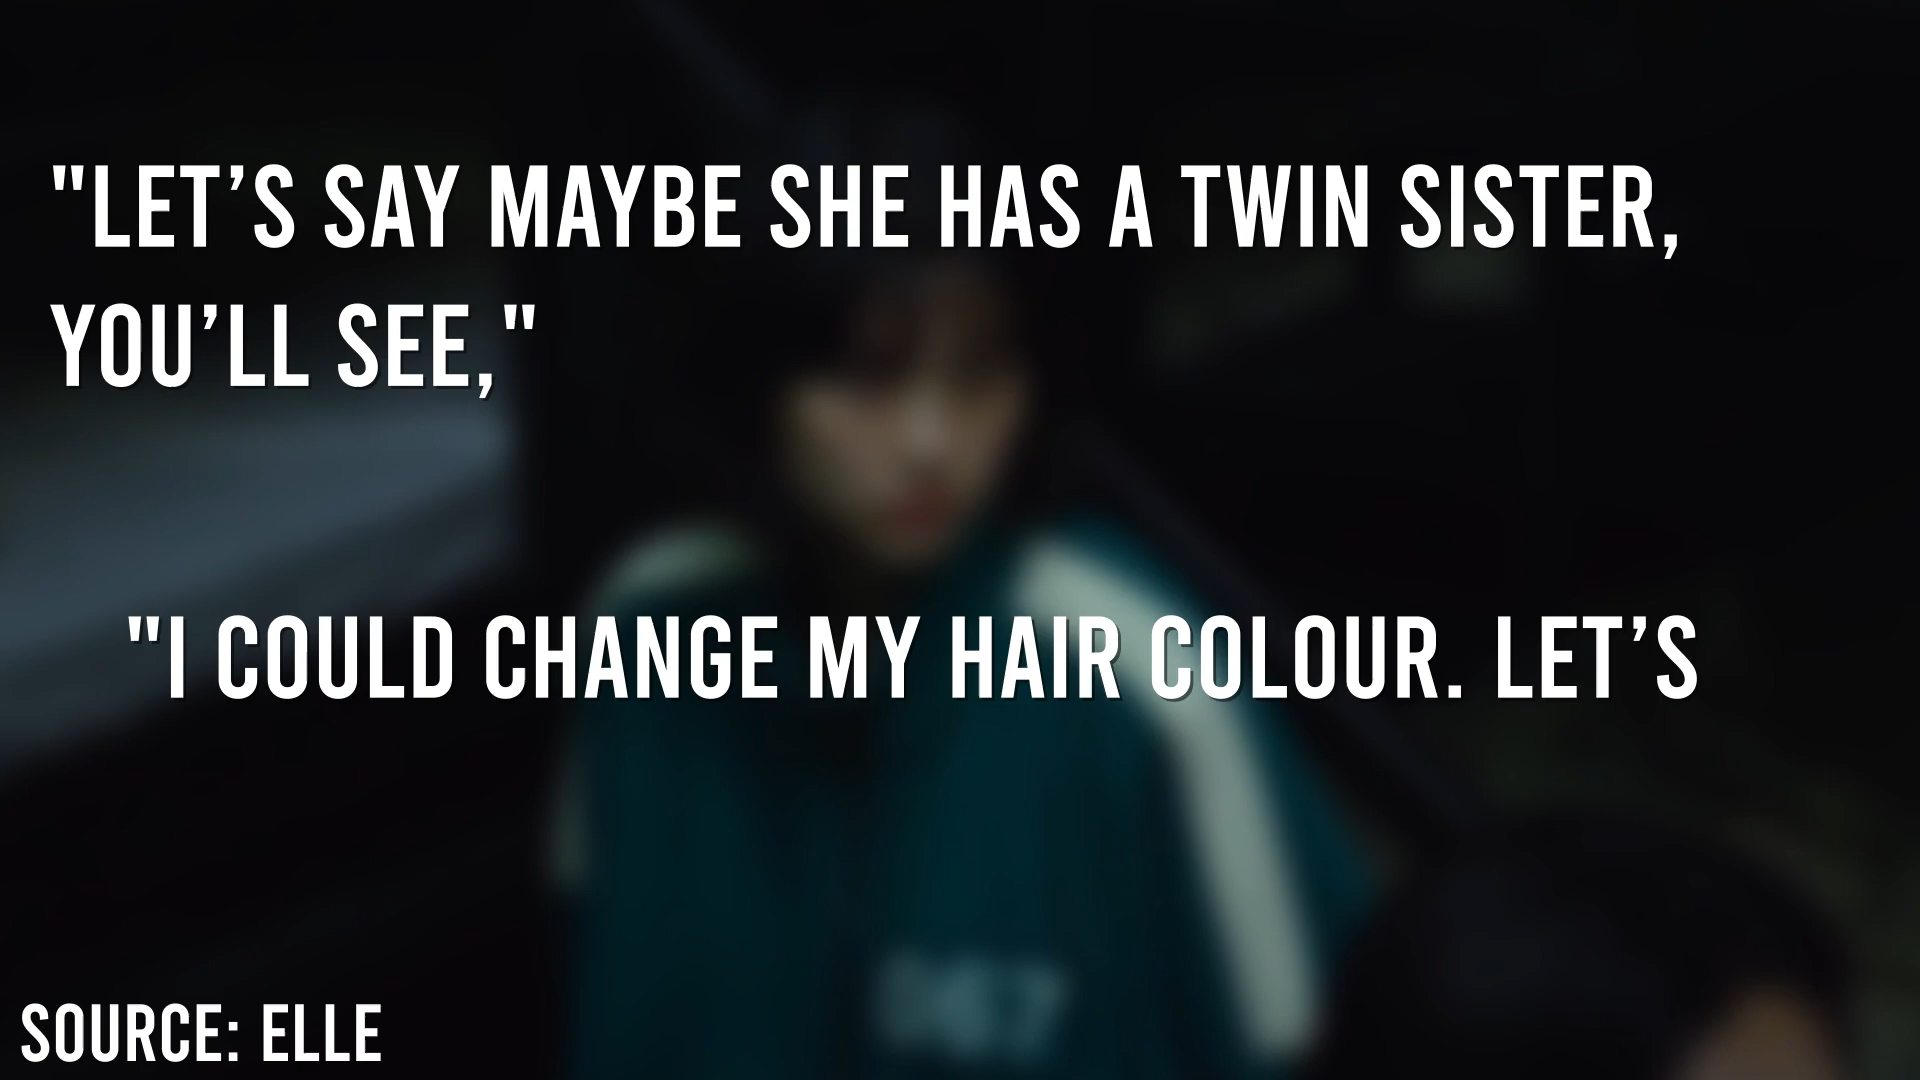 "LET’S SAY MAYBE SHE HAS A TWIN SISTER,
YOU’LL SEE,"
"I COULD CHANGE MY HAIR COLOUR. LET’S
SOURCE: ELLE